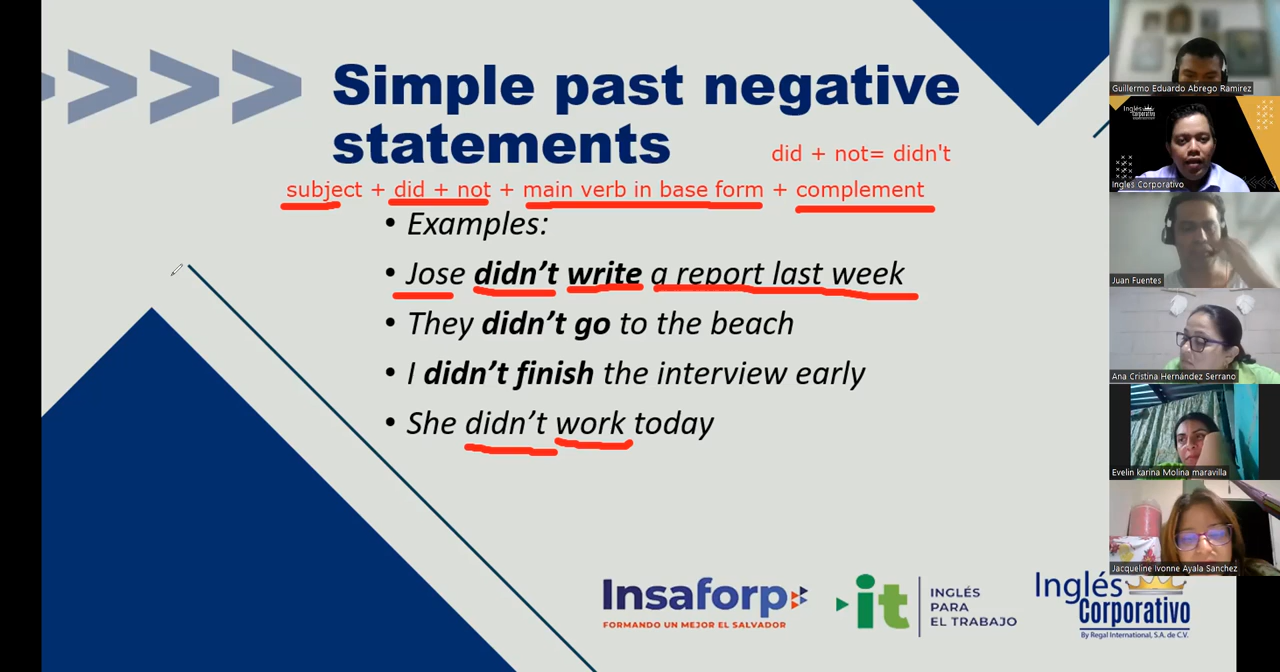 Simple past negative
statements
did + not= didn't
subject + did + not + main verb in base form + complement
• Examples:
• Jose didn't write a report last week
• They didn't go to the beach
• I didn't finish the interview early
• She didn't work today
Insaforp
FORMANDO UN MEJOR EL SALVADOR
it
INGLÉS
PARA
EL TRABAJO
Inglés
Corporativo
By Regal International, S.A. de C.V.
Guillermo Eduardo Abrego Ramirez
Inglés
Corporativo
Ingles Corporativo
Juan Fuentes
Ana Cristina Hernández Serrano
Evelin karina Molina maravilla
Jacqueline Ivonne Ayala Sanchez